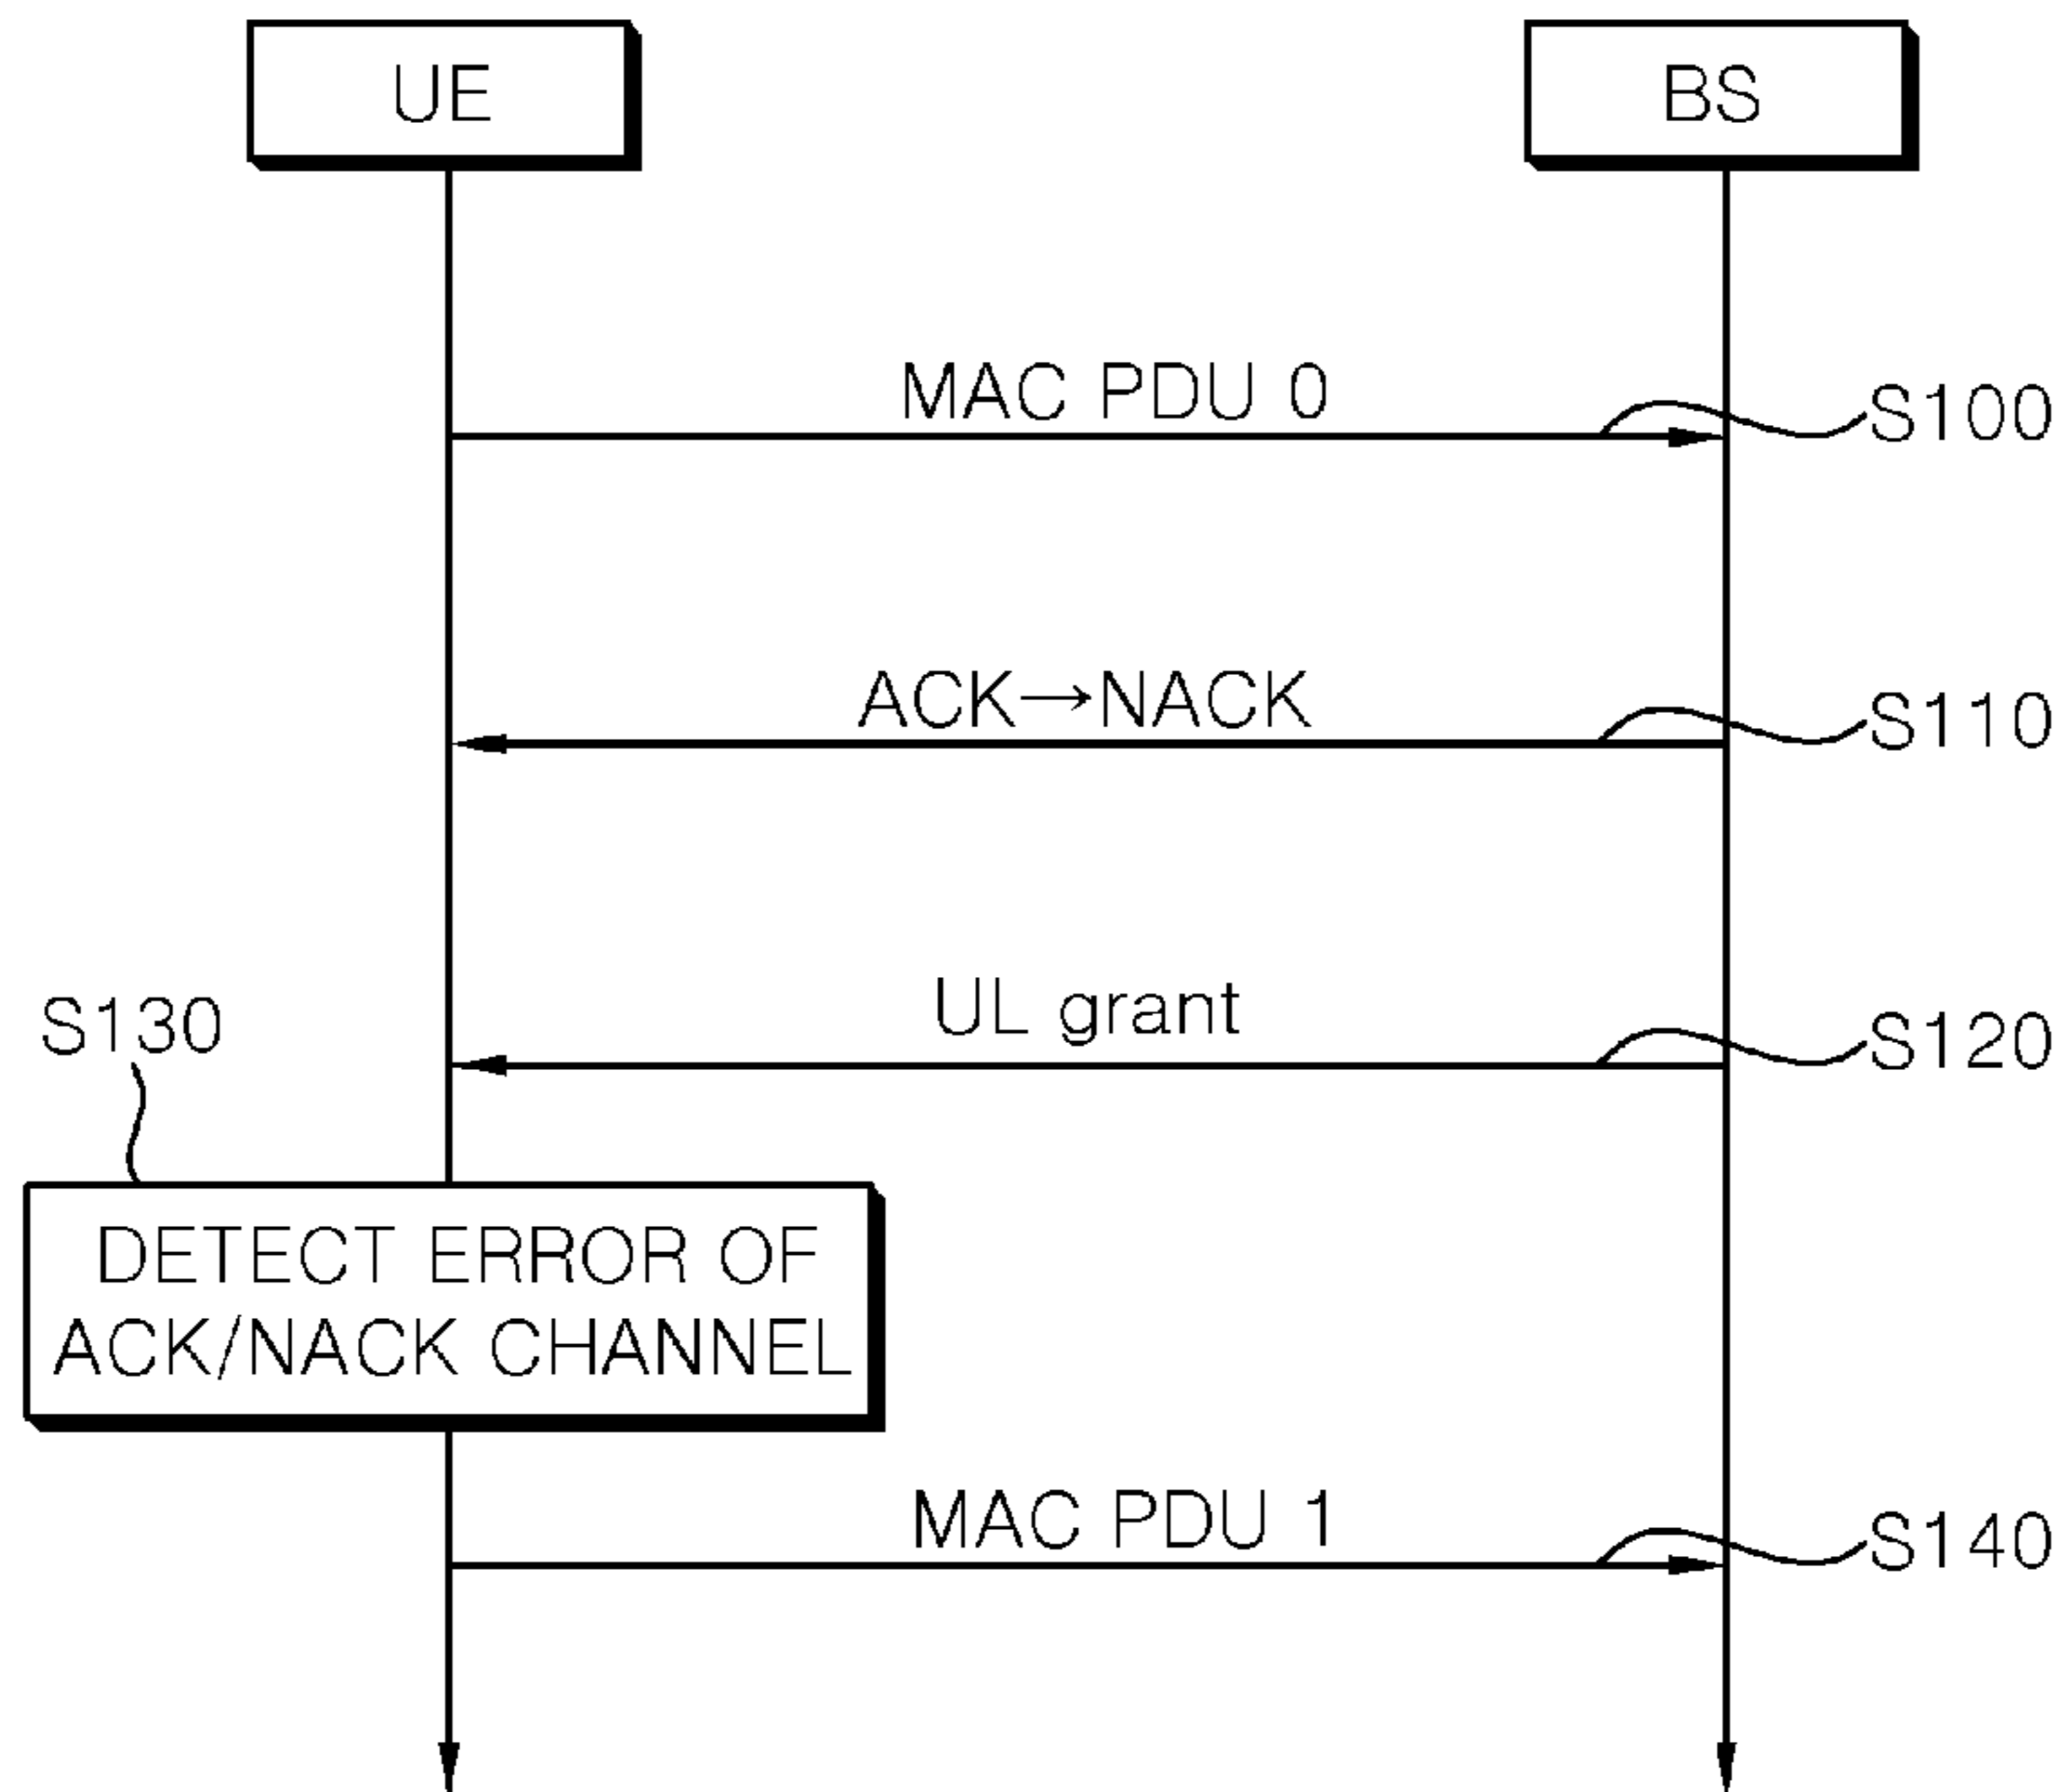 UE
BS
MAC PDU 0
S100
ACK→NACK
S110
UL grant
S120
S130
DETECT ERROR OF
ACK/NACK CHANNEL
MAC PDU 1
S140